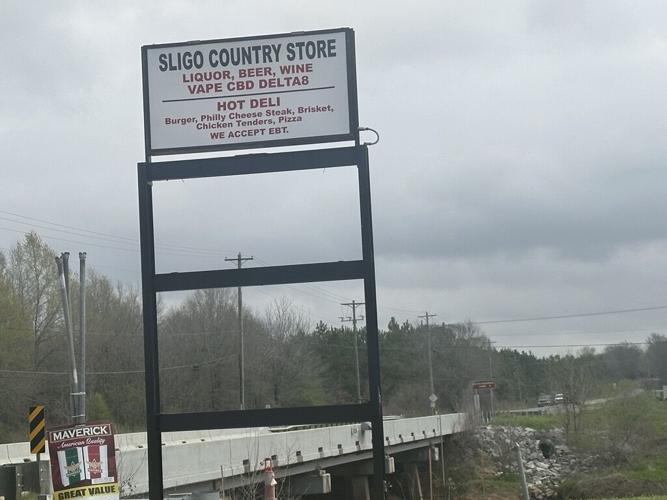 SLIGO COUNTRY STORE
LIQUOR, BEER, WINE
VAPE CBD DELTA8
HOT DELI
Burger, Philly Cheese Steak, Brisket,
Chicken Tenders, Pizza
WE ACCEPT EBT.
MAVERICK
American Quality
GREAT VALUE